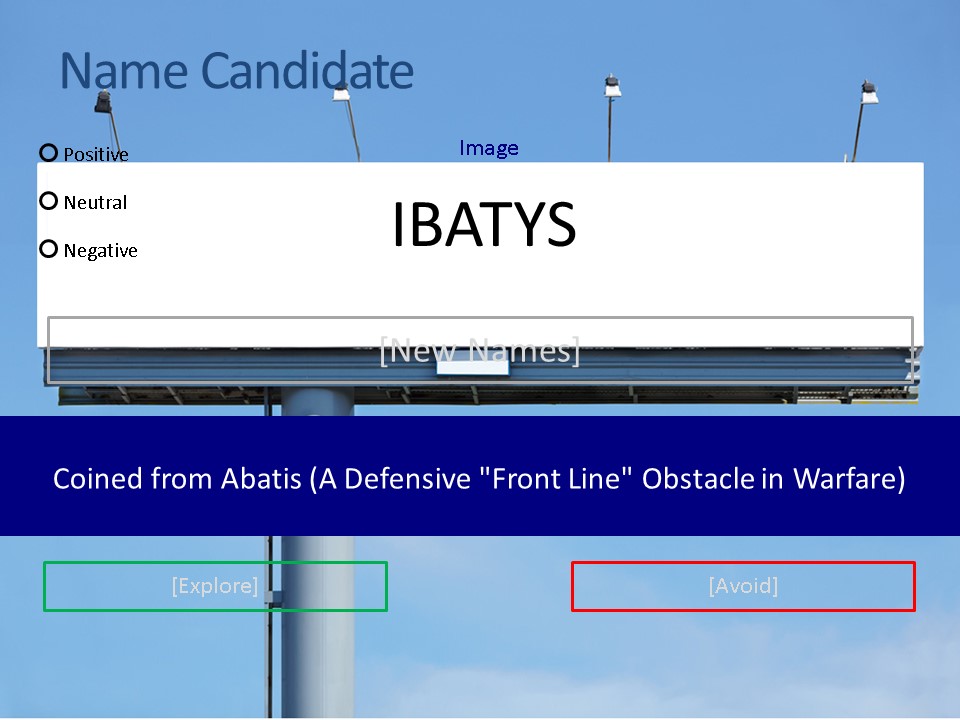 Name Candidate
Image
Positive
Neutral
Negative
IBATYS
[New Names]
Coined from Abatis (A Defensive "Front Line" Obstacle in Warfare)
[Explore]
[Avoid]